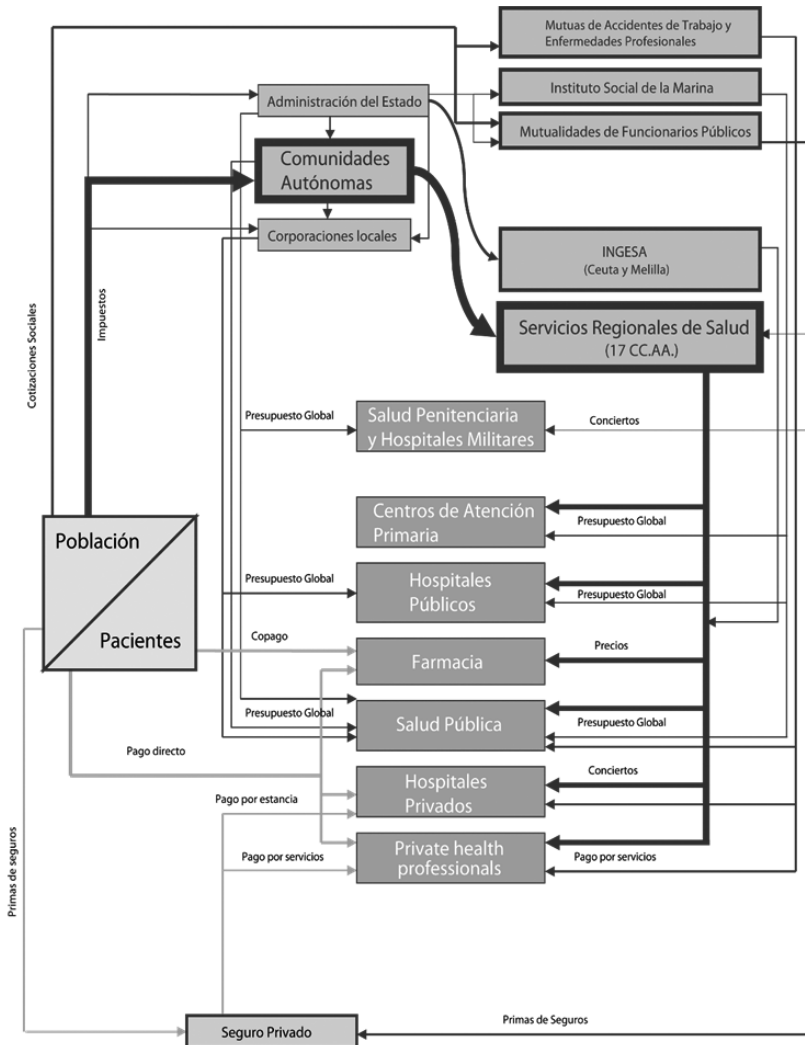 Mutuas de Accidentes de Trabajo y
Enfermedades Profesionales
Instituto Social de la Marina
Administración del Estado
Mutualidades de Funcionarios Públicos
Comunidades
Autónomas
Corporaciones locales
INGESA
(Ceuta y Melilla)
Cotizaciones Sociales
Impuestos
Servicios Regionales de Salud
(17 CC.AA.)
Presupuesto Global
Salud Penitenciaria
y Hospitales Militares
Conciertos
Centros de Atención
Primaria
Presupuesto Global
Población
Pacientes
Presupuesto Global
Hospitales
Públicos
Presupuesto Global
Copago
Farmacia
Precios
Presupuesto Global
Salud Pública
Presupuesto Global
Pago directo
Hospitales
Privados
Conciertos
Pago por estancia
Private health
professionals
Pago por servicios
Pago por servicios
Primas de seguros
Seguro Privado
Primas de Seguros